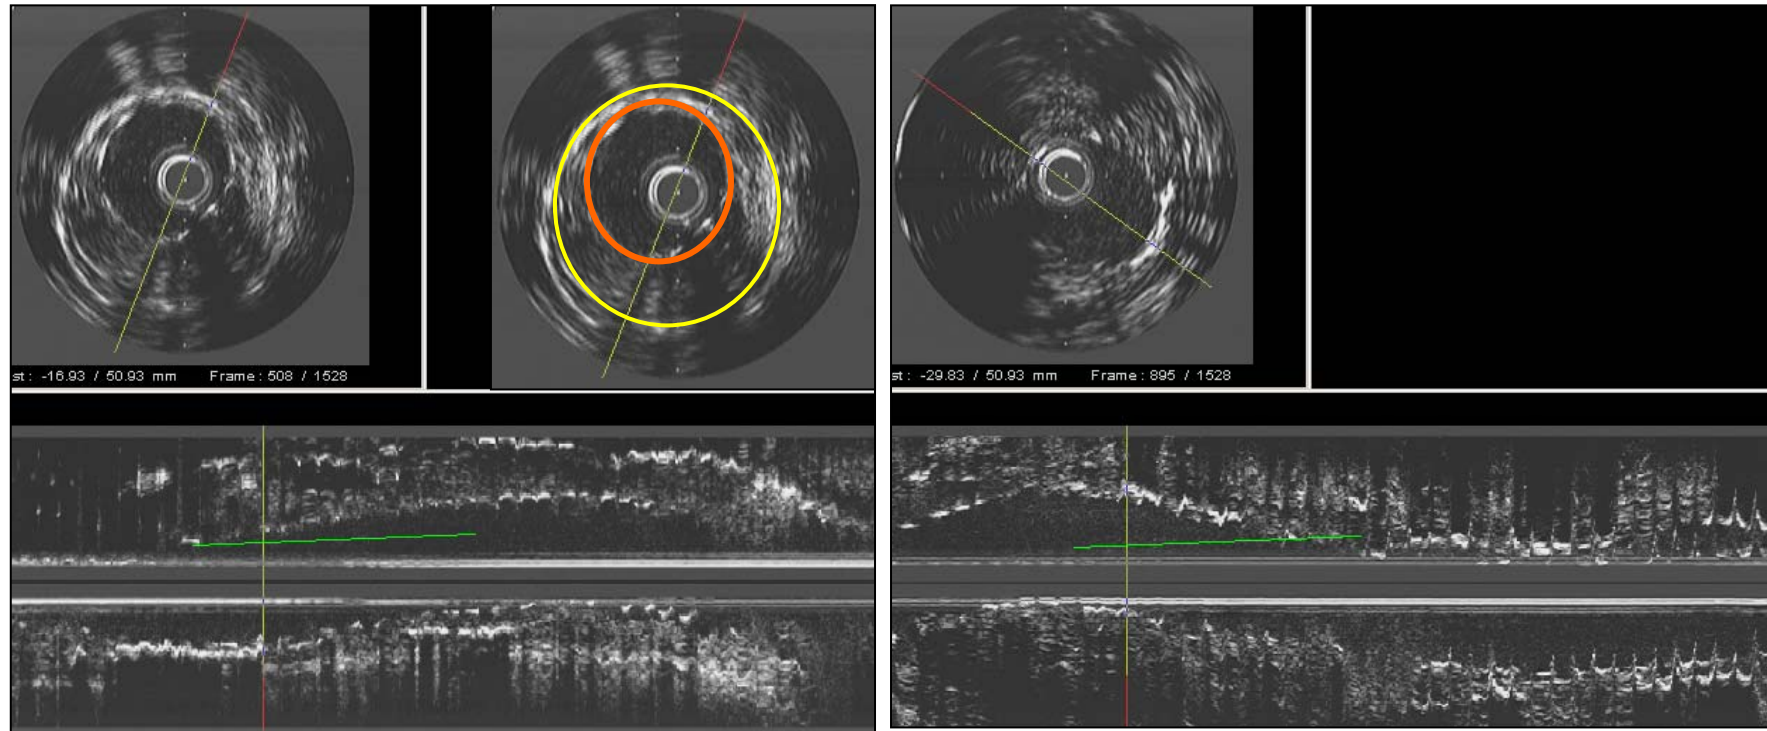 st: -16.93 / 50.93 mm Frame: 508 / 1528
st: -29.83 / 50.93 mm Frame: 895 / 1528